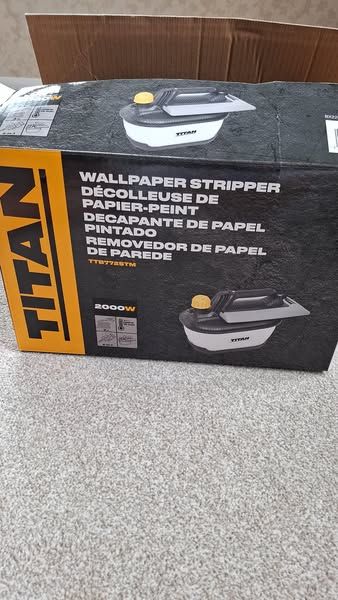 TITAN
TITAN
WALLPAPER STRIPPER
DÉCOLLEUSE DE
PAPIER-PEINT
DECAPANTE DE PAPEL
PINTADO
REMOVEDOR DE PAPEL
DE PAREDE
TTB772STM
2000W
TITAN